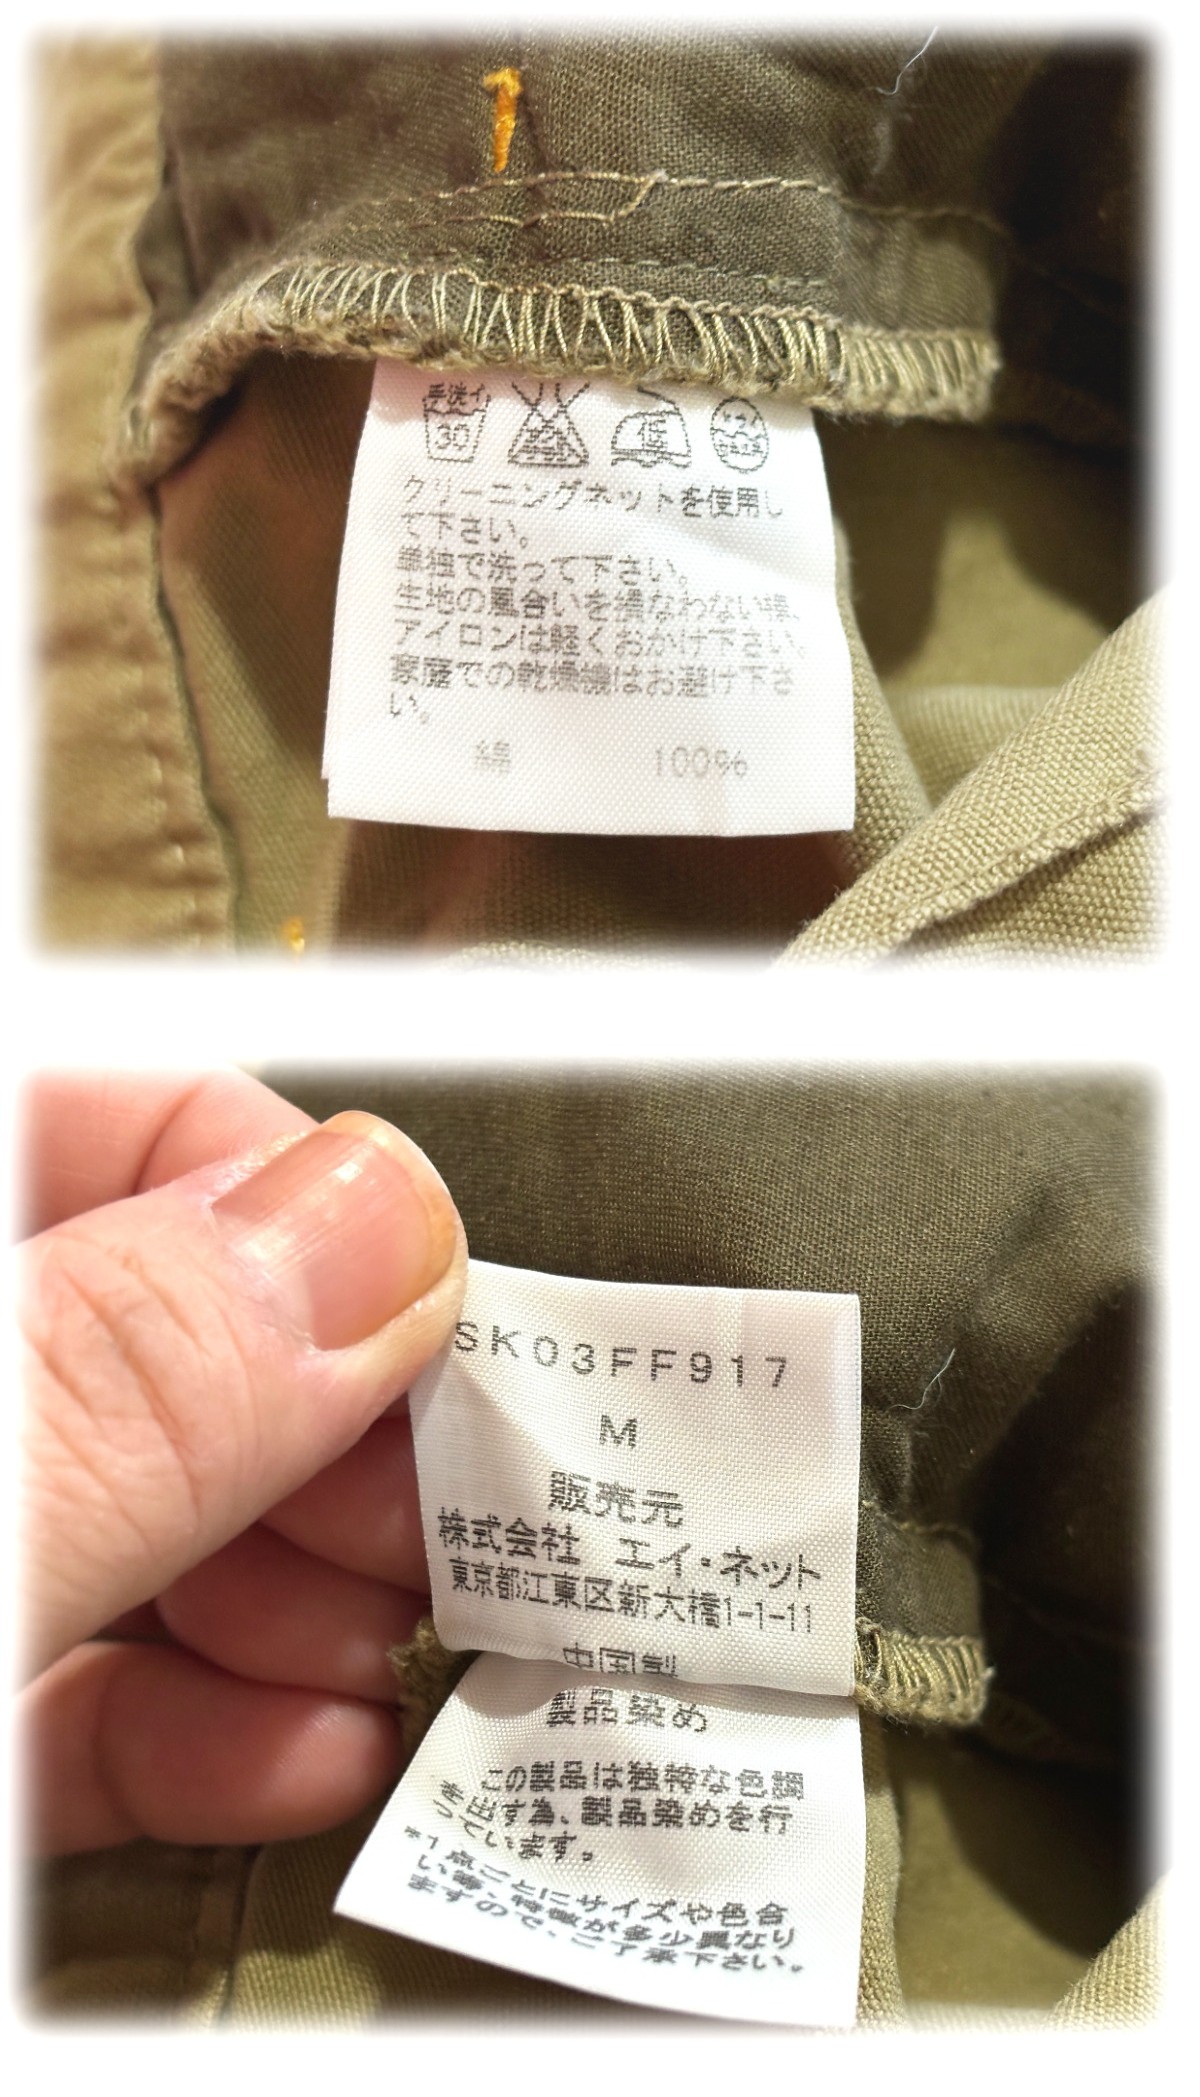 手洗イ
30
クリーニングネットを使用し
て下さい。
単独で洗って下さい。
生地の風合いを損なわない様、
アイロンは軽くおかけ下さい。
家庭での乾燥機はお避け下さ
い。
綿 100%
SK03FF917
M
販売元
株式会社 エイ・ネット
東京都江東区新大橋1-1-11
中国製
製品染め
この製品は独特な色調
を出す為、製品染めを行
っています。
*1点ごとにサイズや色合
い等、特徴が多少異なり
ますので、ご了承下さい。